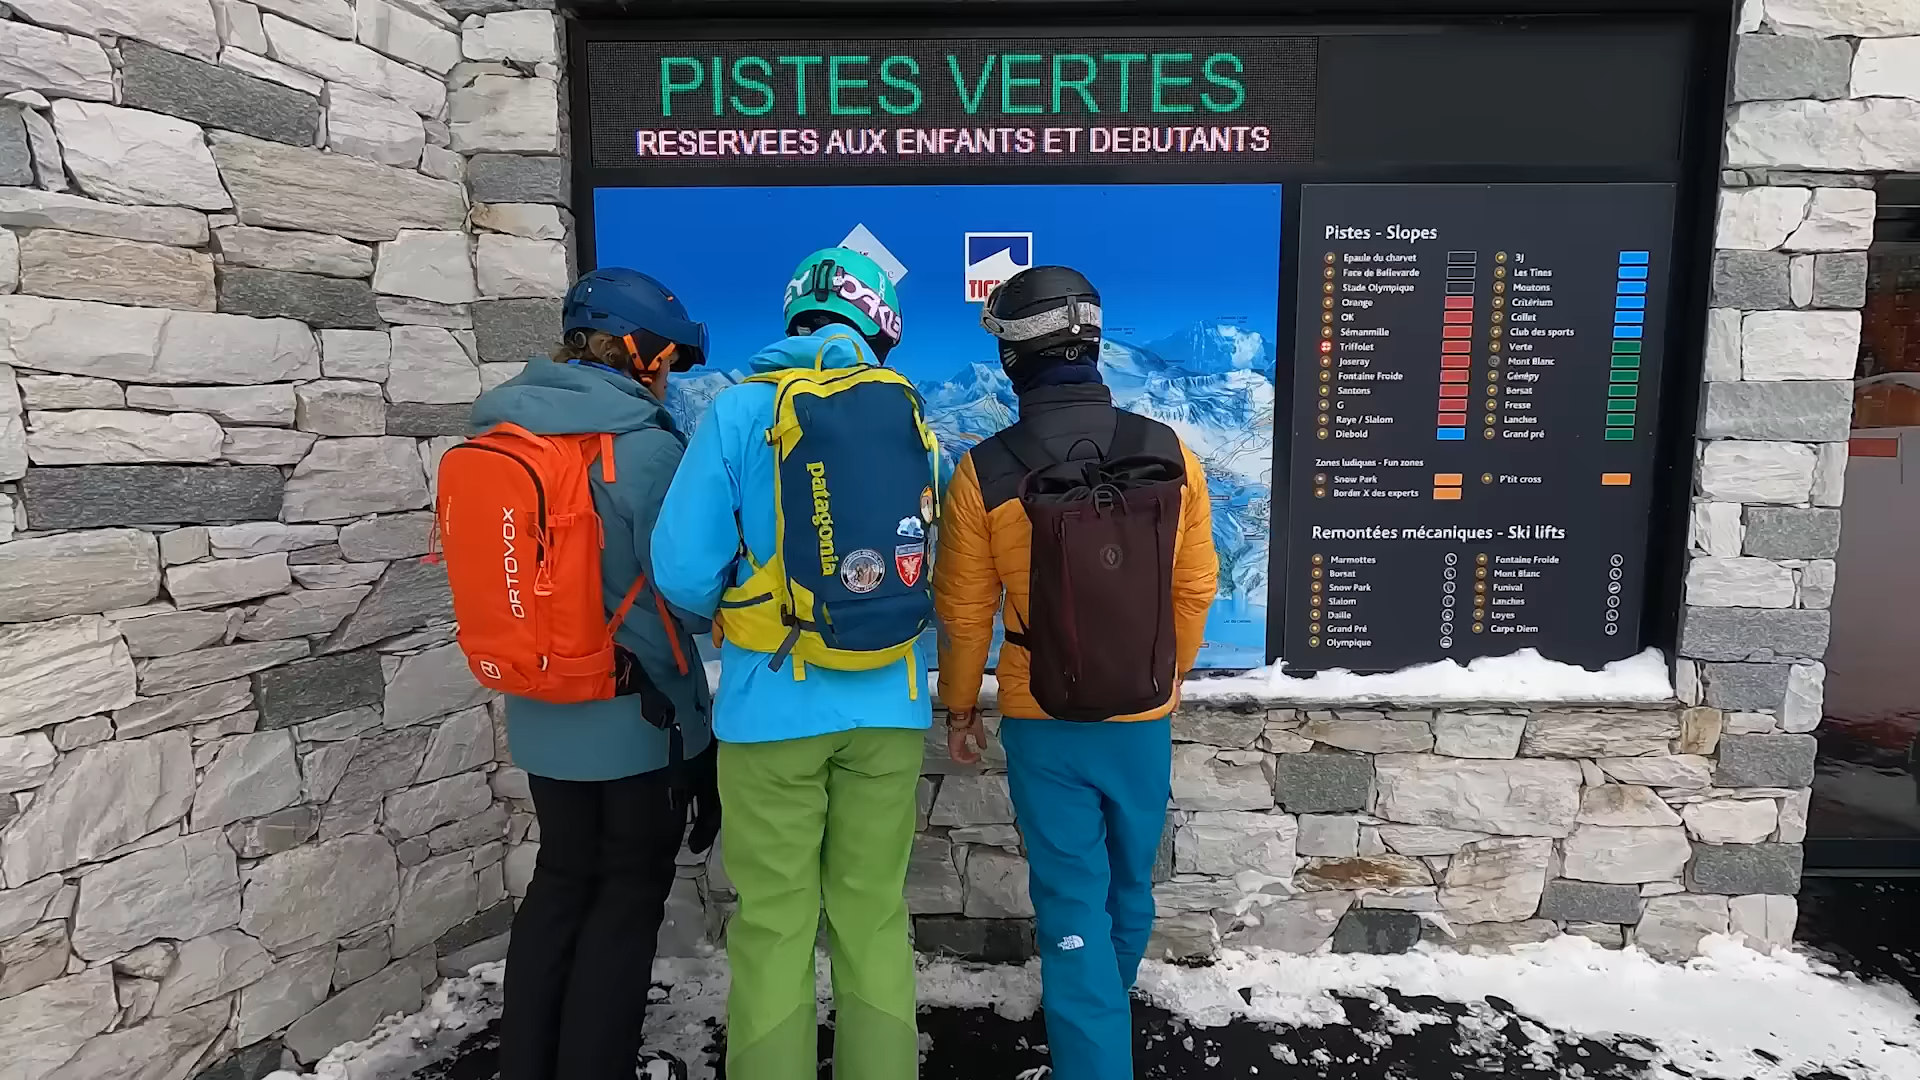 PISTES VERTES
RESERVEES AUX ENFANTS ET DEBUTANTS
Pistes - Slopes
Epaule du charvet
Face de Bellevarde
Stade Olympique
Orange
OK
Sémanmille
Triffolet
Joseray
Fontaine Froide
Santons
G
Raye / Slalom
Diebold
3J
Les Tines
Moutons
Critérium
Collet
Club des sports
Verte
Mont Blanc
Génépy
Borsat
Fresse
Lanches
Grand pré
Zones ludiques - Fun zones
Snow Park
Border X des experts
P'tit cross
Remontées mécaniques - Ski lifts
Marmottes
Borsat
Snow Park
Slalom
Daille
Grand Pré
Olympique
Fontaine Froide
Mont Blanc
Funival
Lanches
Loyes
Carpe Diem
ORTOVOX
patagonia
THE NORTH FACE